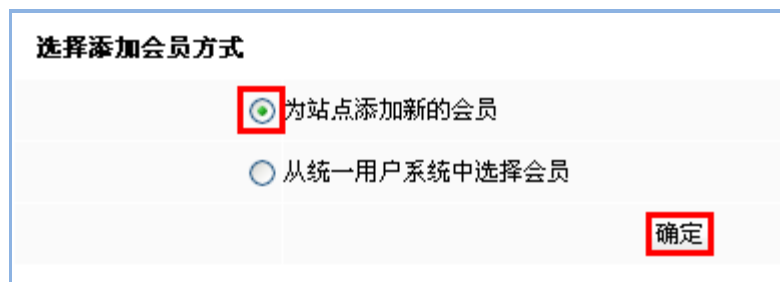 选择添加会员方式
为站点添加新的会员
从统一用户系统中选择会员
确定